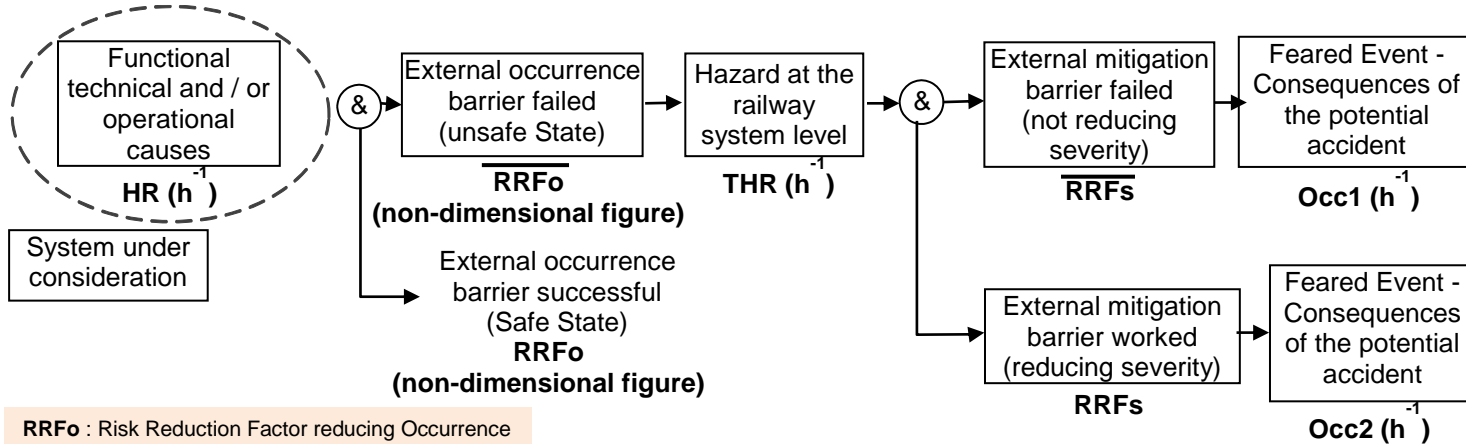 Functional
technical and / or
operational
causes
HR (h⁻¹)
System under
consideration
&
External occurrence
barrier failed
(unsafe State)
R̅R̅F̅o̅
(non-dimensional figure)
External occurrence
barrier successful
(Safe State)
RRFo
(non-dimensional figure)
Hazard at the
railway
system level
THR (h⁻¹)
&
External mitigation
barrier failed
(not reducing
severity)
R̅R̅F̅s̅
Feared Event -
Consequences
of the potential
accident
Occ1 (h⁻¹)
External mitigation
barrier worked
(reducing severity)
RRFs
Feared Event -
Consequences
of the potential
accident
Occ2 (h⁻¹)
RRFo : Risk Reduction Factor reducing Occurrence